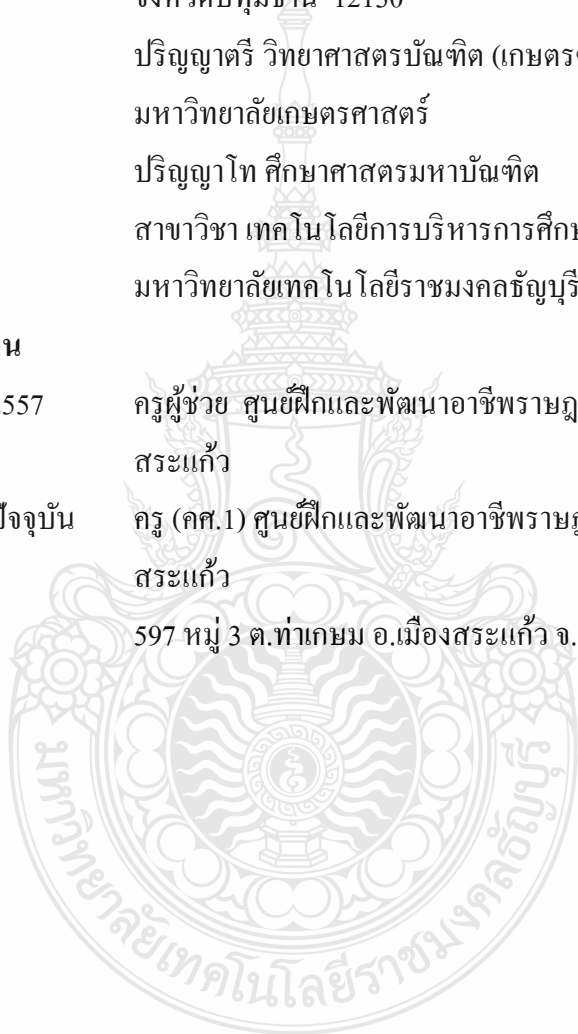 จังหวัดปทุมธานี 12130
ปริญญาตรี วิทยาศาสตรบัณฑิต (เกษตร
มหาวิทยาลัยเกษตรศาสตร์
ปริญญาโท ศึกษาศาสตรมหาบัณฑิต
สาขาวิชา เทคโนโลยีการบริหารการศึกษ
มหาวิทยาลัยเทคโนโลยีราชมงคลธัญบุรี
าน
2557 ครูผู้ช่วย ศูนย์ฝึกและพัฒนาอาชีพราษฎ
สระแก้ว
ปัจจุบัน ครู (คศ.1) ศูนย์ฝึกและพัฒนาอาชีพราษฎ
สระแก้ว
597 หมู่ 3 ต.ท่าเกษม อ.เมืองสระแก้ว จ.
มหาวิทยาลัยเทคโนโลยีราชมงคลธัญบุรี